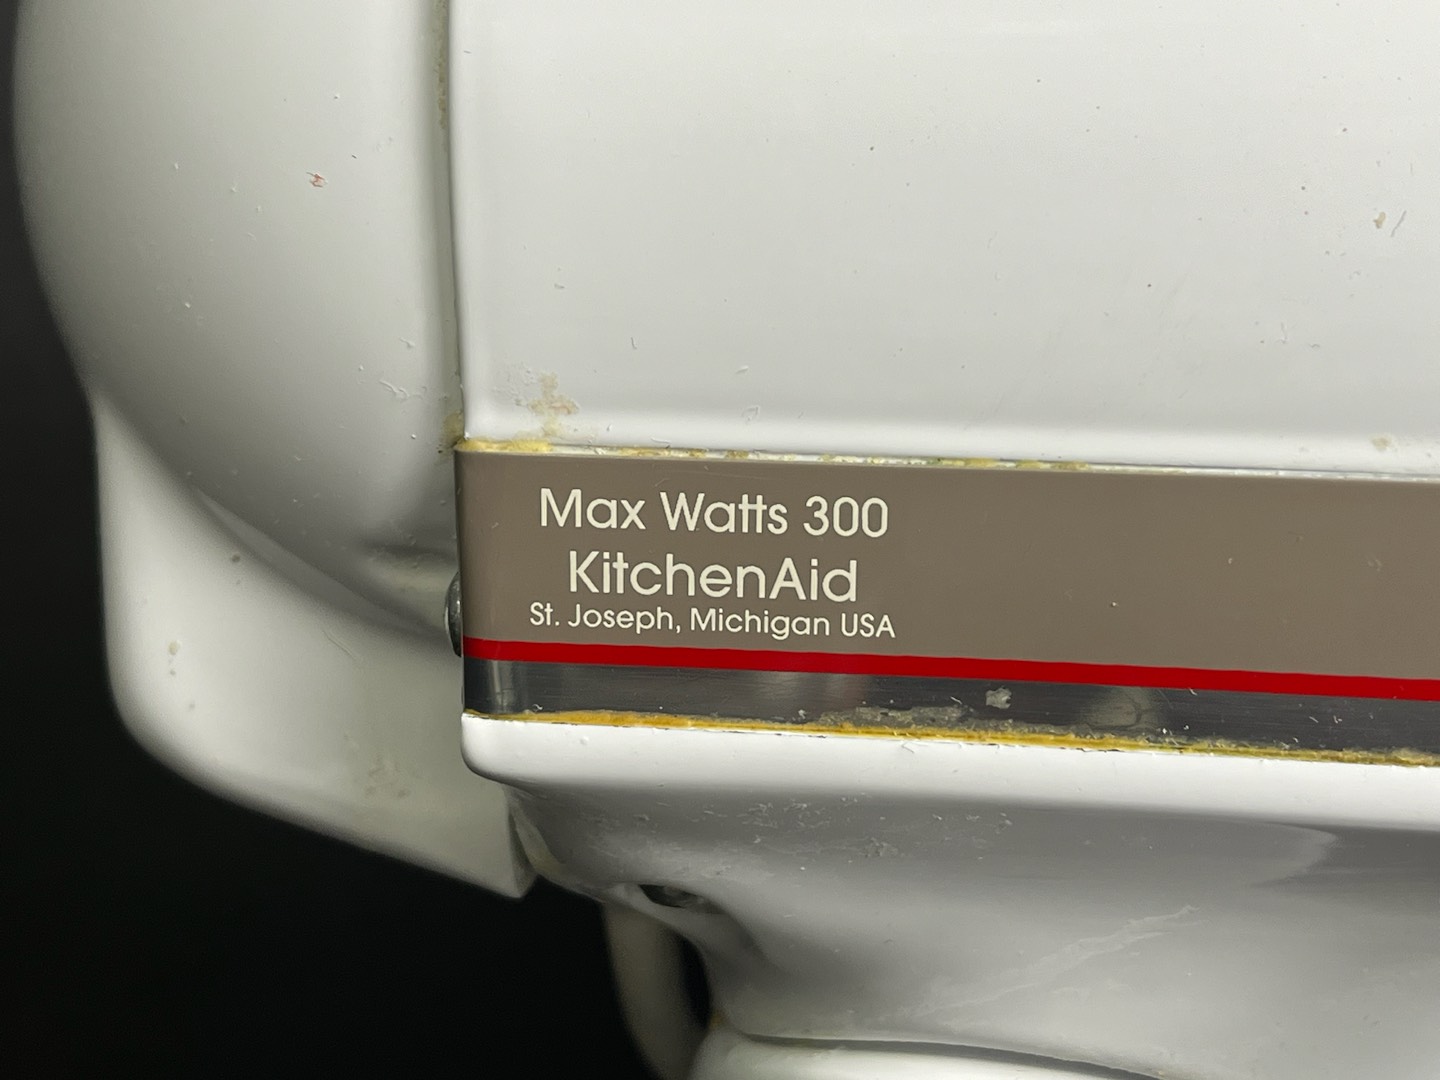 Max Watts 300
KitchenAid
St. Joseph, Michigan USA